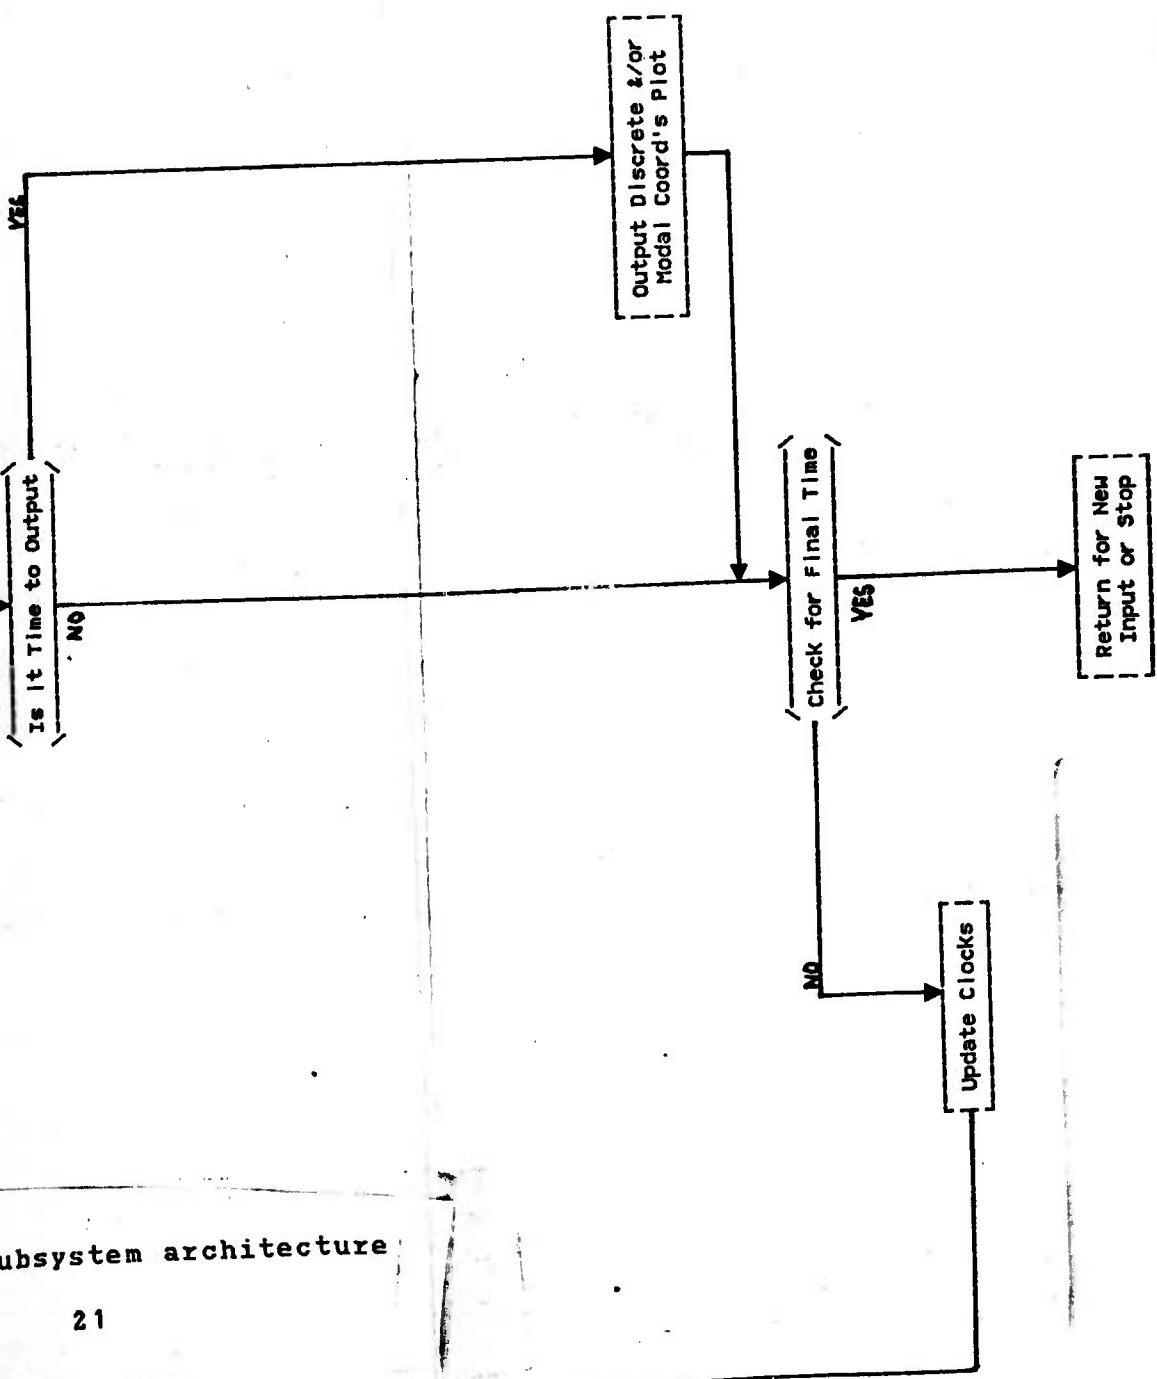 Is It Time to Output
YES
NO
Output Discrete &/or
Modal Coord's Plot
Check for Final Time
NO
YES
Update Clocks
Return for New
Input or Stop
ubsystem architecture
21